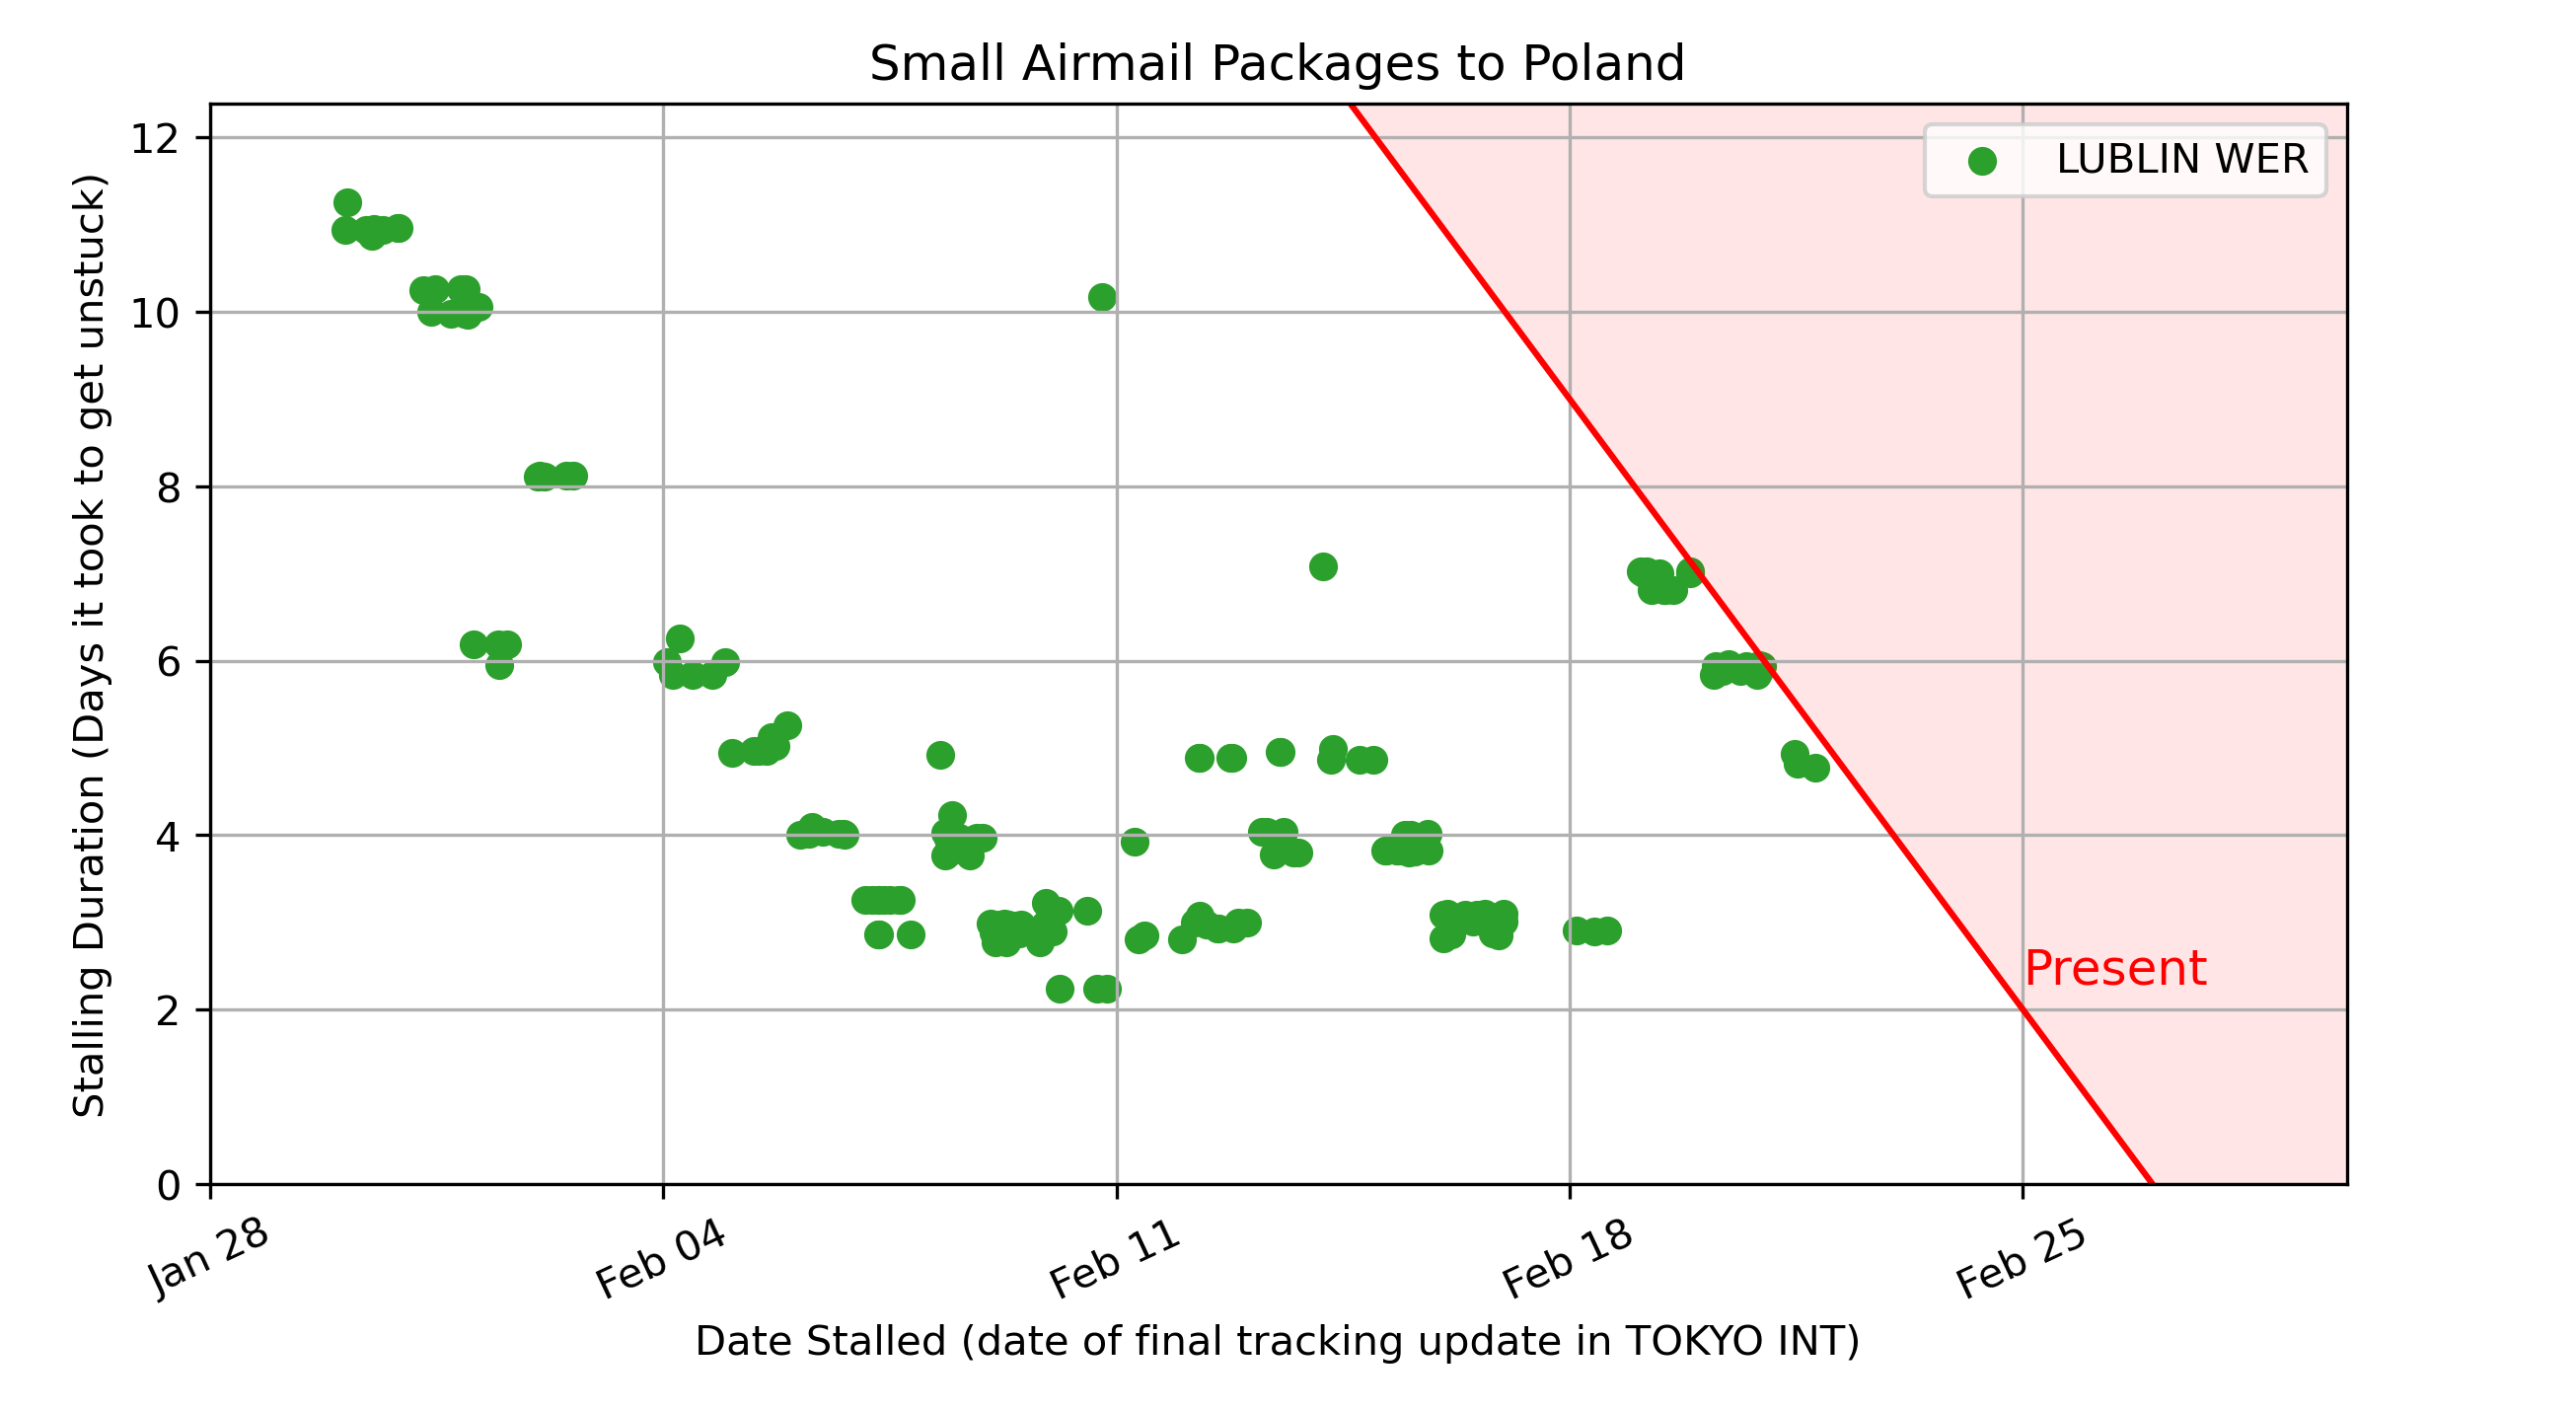 Small Airmail Packages to Poland
LUBLIN WER
Stalling Duration (Days it took to get unstuck)
12
10
8
6
4
2
0
Present
Jan 28
Feb 04
Feb 11
Feb 18
Feb 25
Date Stalled (date of final tracking update in TOKYO INT)